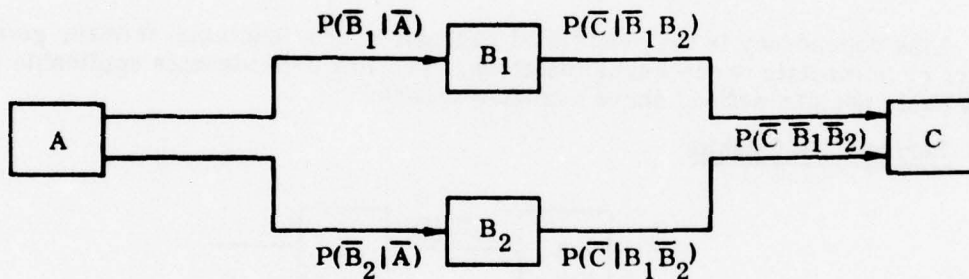 P(B̅₁|A̅) P(C̅|B̅₁B₂)
B₁
A
P(C̅ B̅₁B̅₂)
C
B₂
P(B̅₂|A̅) P(C̅|B₁B̅₂)